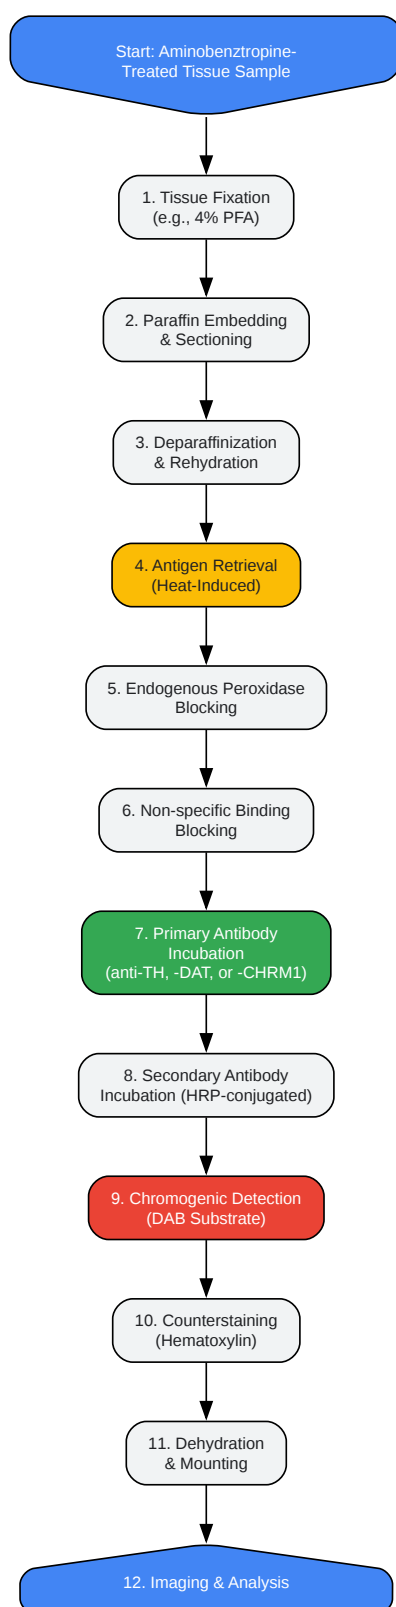 Start: Aminobenztropine-
Treated Tissue Sample
1. Tissue Fixation
(e.g., 4% PFA)
2. Paraffin Embedding
& Sectioning
3. Deparaffinization
& Rehydration
4. Antigen Retrieval
(Heat-Induced)
5. Endogenous Peroxidase
Blocking
6. Non-specific Binding
Blocking
7. Primary Antibody
Incubation
(anti-TH, -DAT, or -CHRM1)
8. Secondary Antibody
Incubation (HRP-conjugated)
9. Chromogenic Detection
(DAB Substrate)
10. Counterstaining
(Hematoxylin)
11. Dehydration
& Mounting
12. Imaging & Analysis